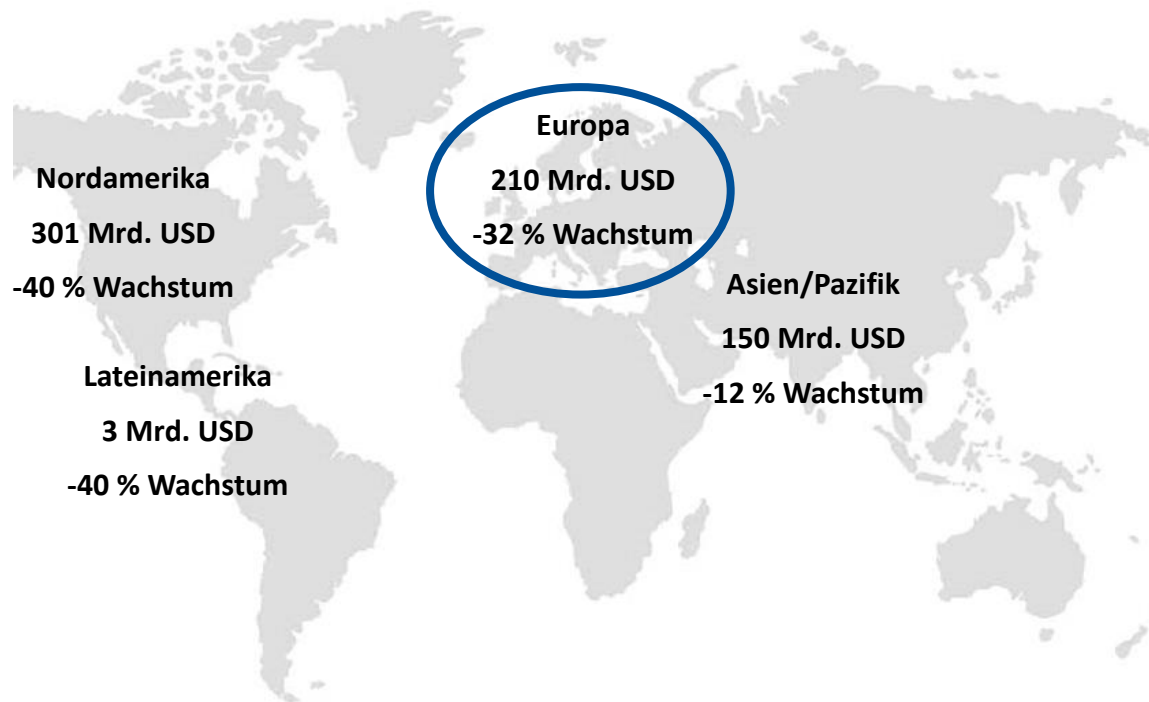 Europa
210 Mrd. USD
-32 % Wachstum
Nordamerika
301 Mrd. USD
-40 % Wachstum
Asien/Pazifik
150 Mrd. USD
-12 % Wachstum
Lateinamerika
3 Mrd. USD
-40 % Wachstum